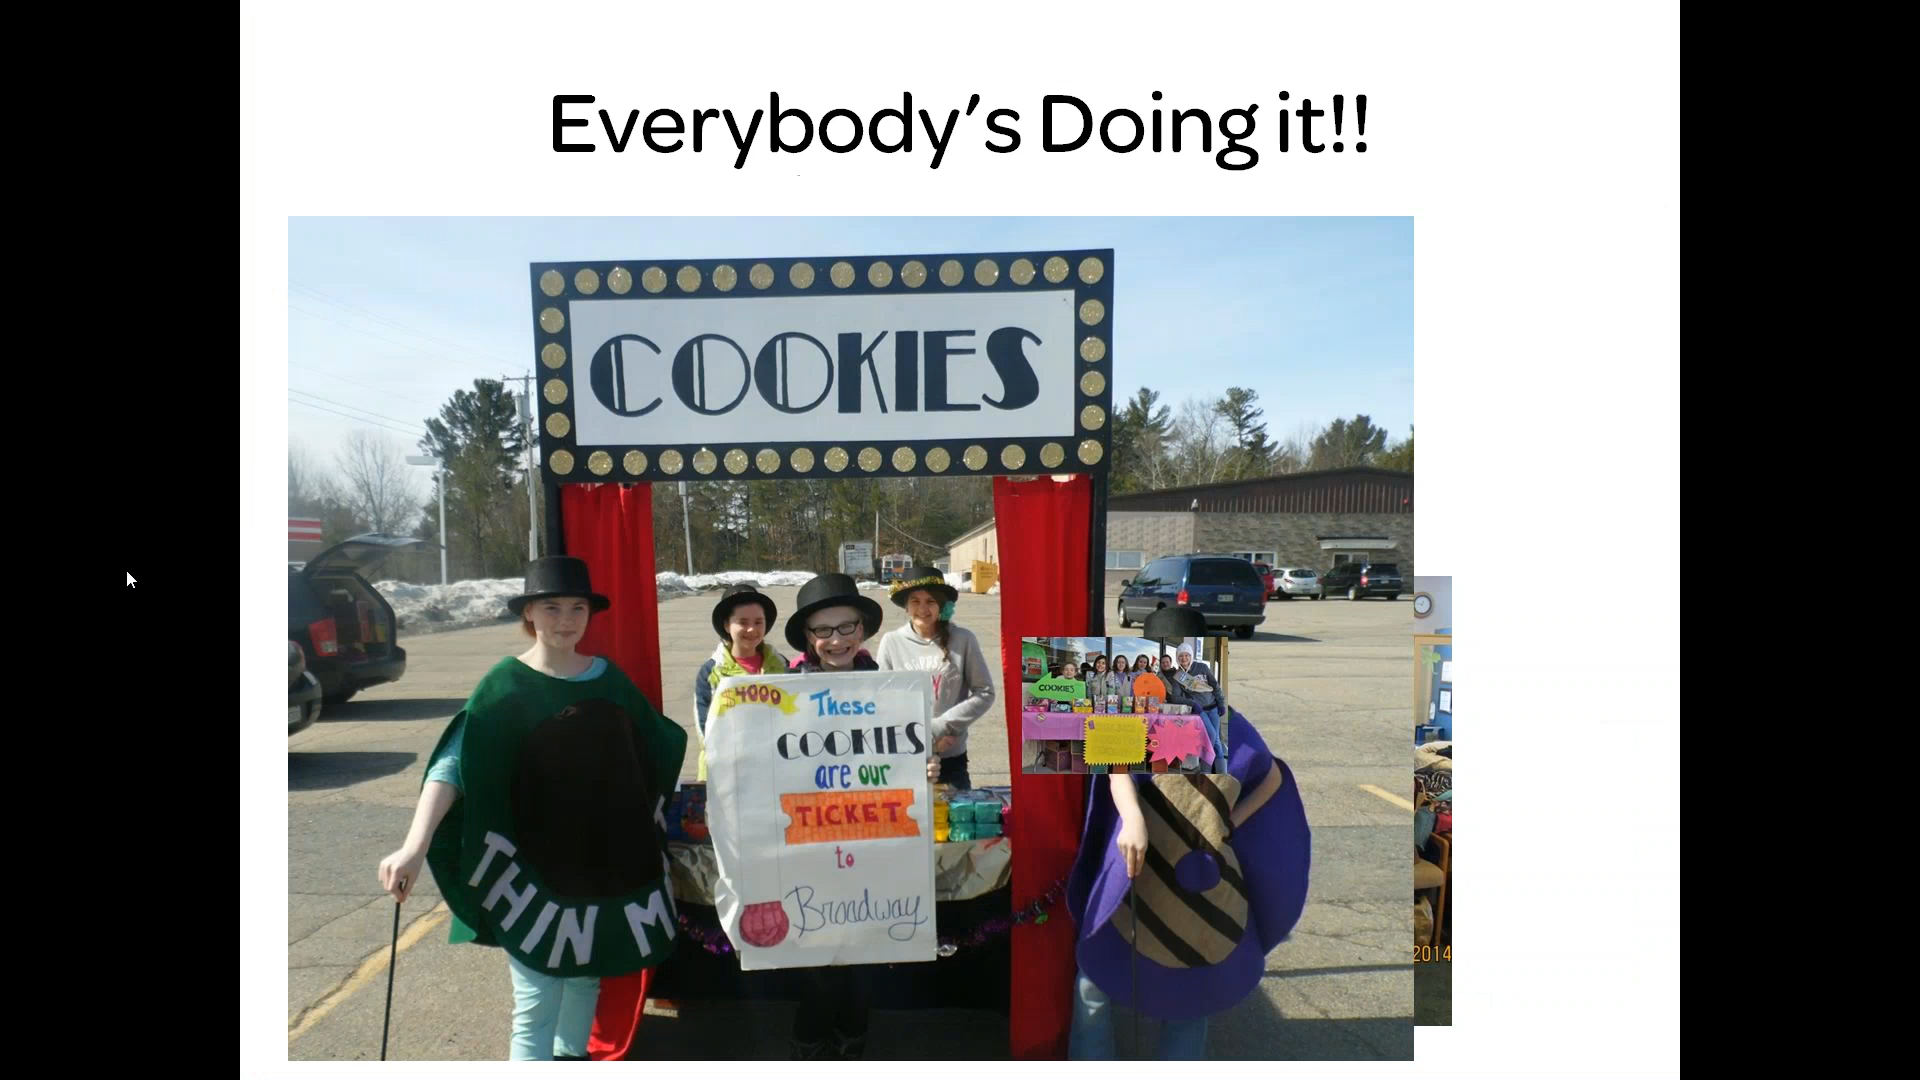 Everybody's Doing it!!
COOKIES
$4000
These
COOKIES
are our
TICKET
to
Broadway
THIN M
COOKIES
2014